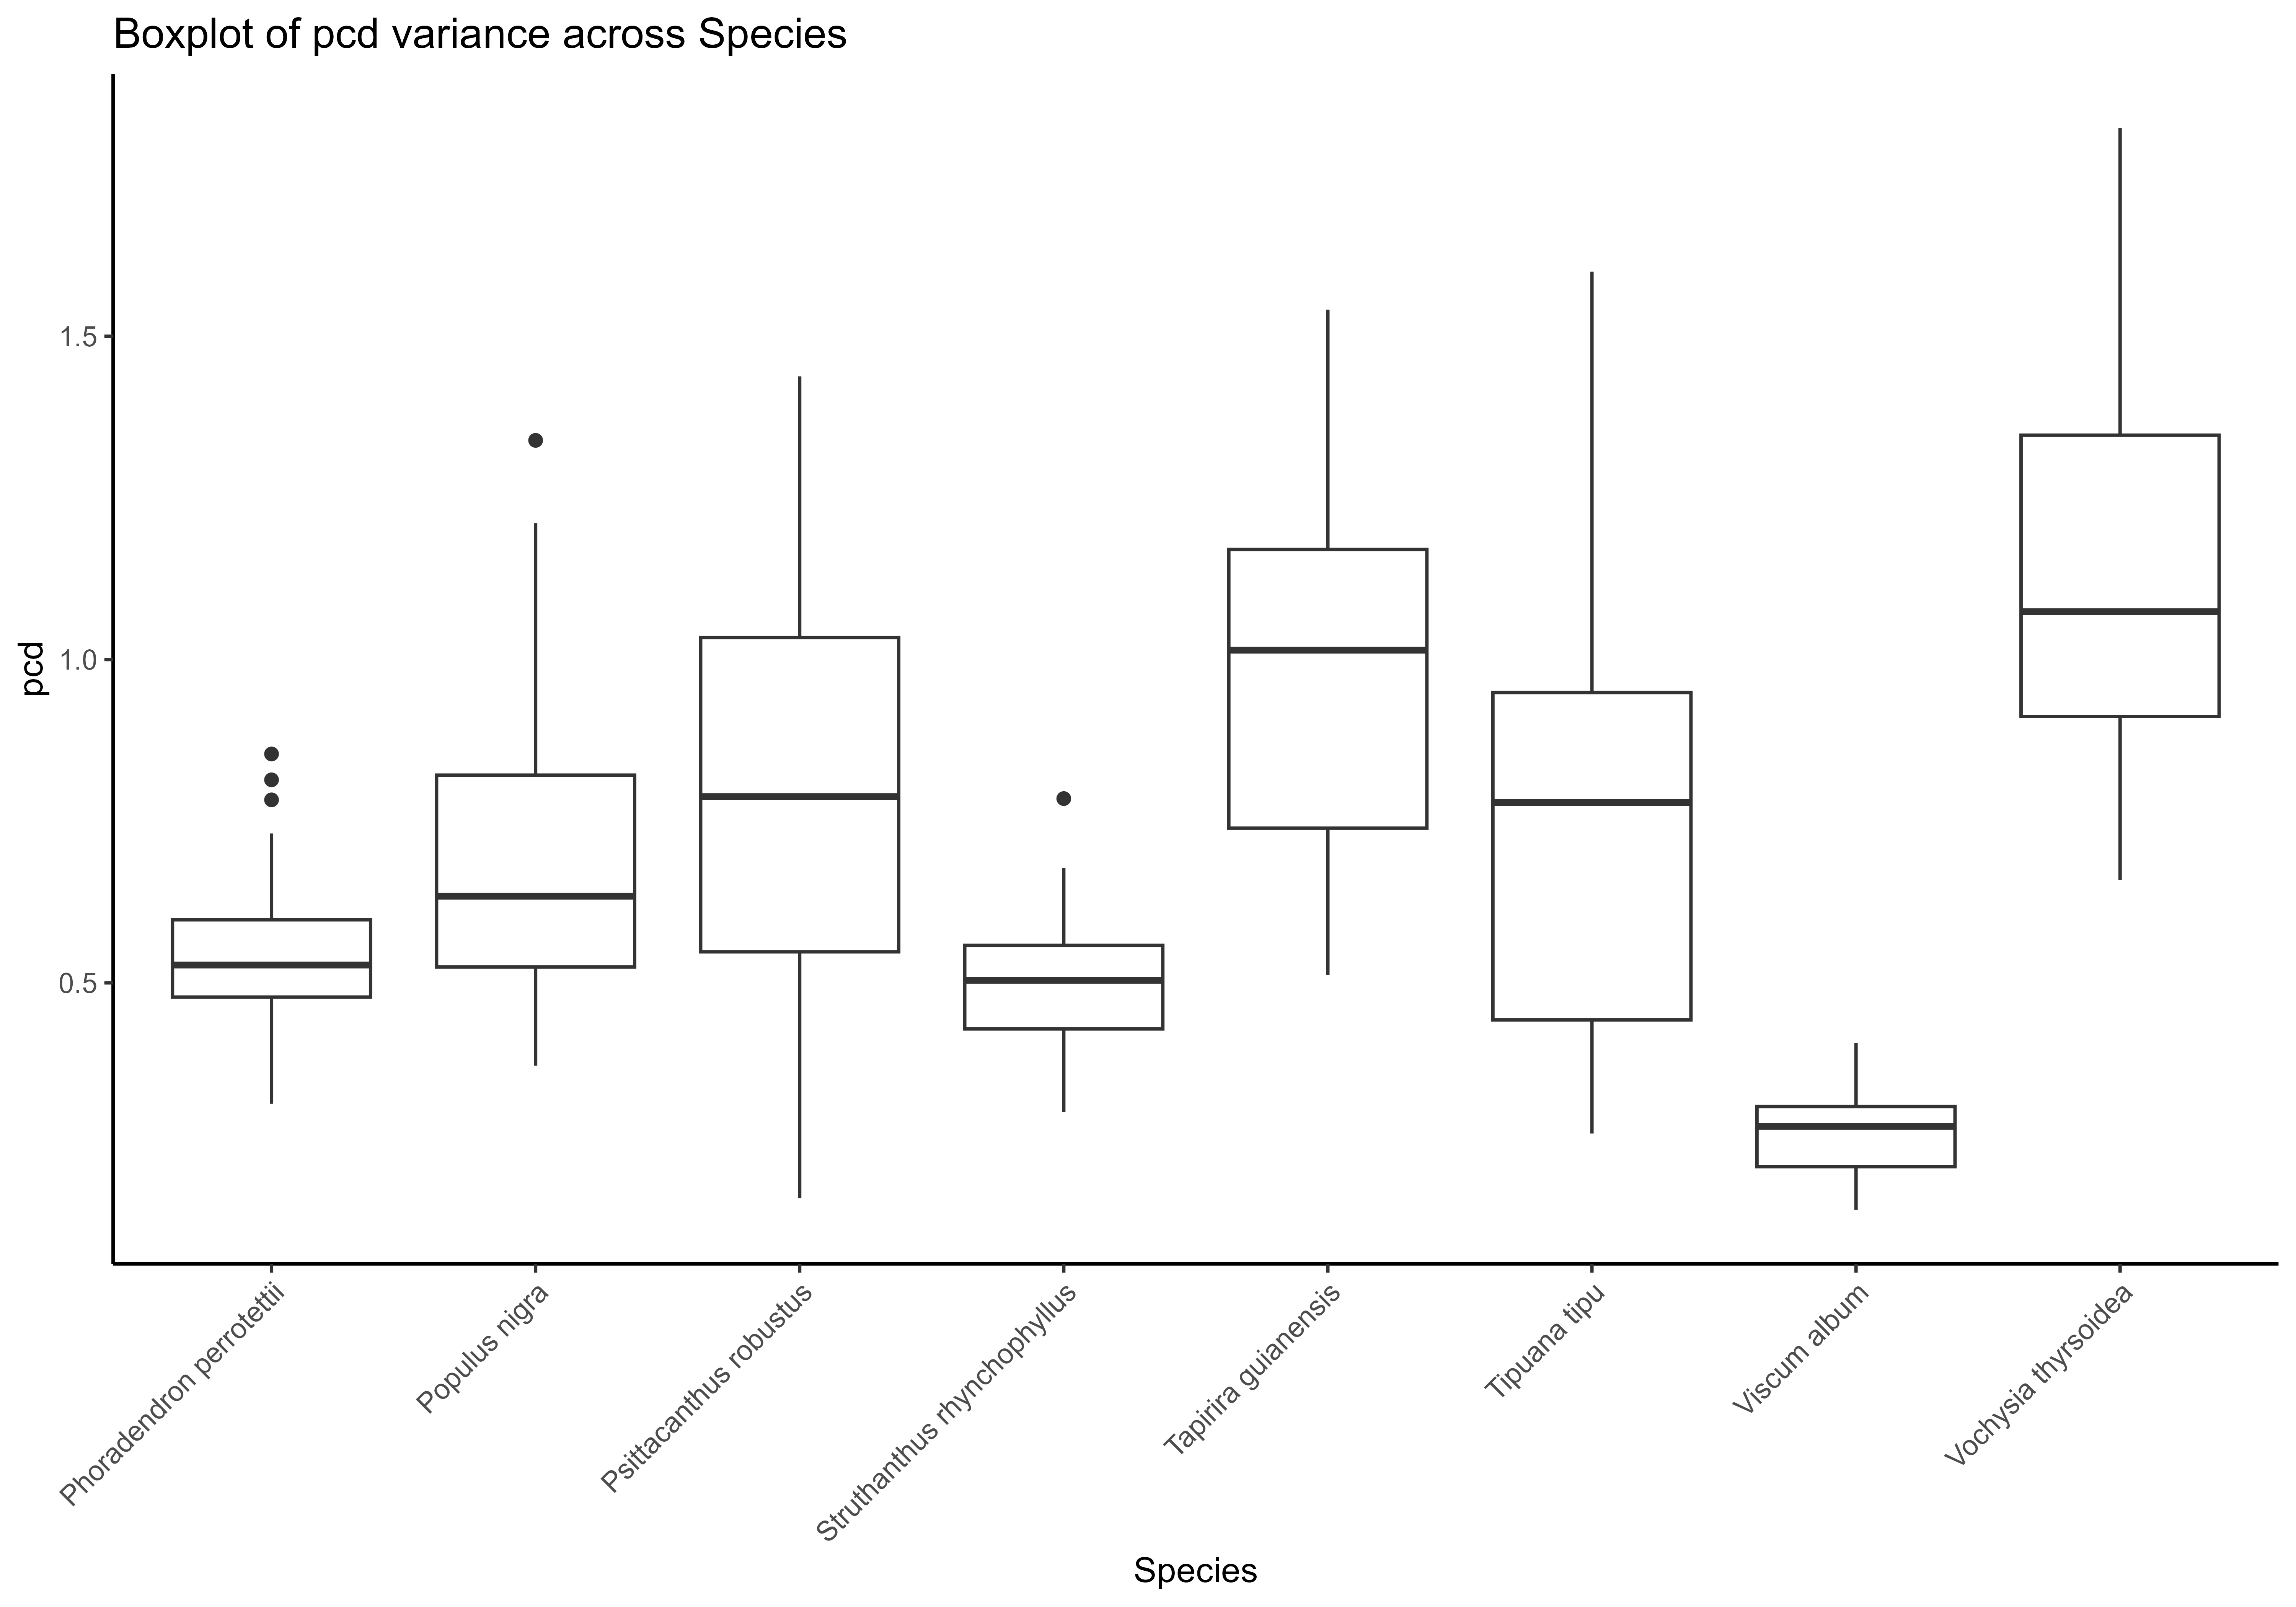 Boxplot of pcd variance across Species
pcd
1.5
1.0
0.5
Phoradendron perrotettii
Populus nigra
Psittacanthus robustus
Struthanthus rhynchophyllus
Tapirira guianensis
Tipuana tipu
Viscum album
Vochysia thyrsoidea
Species